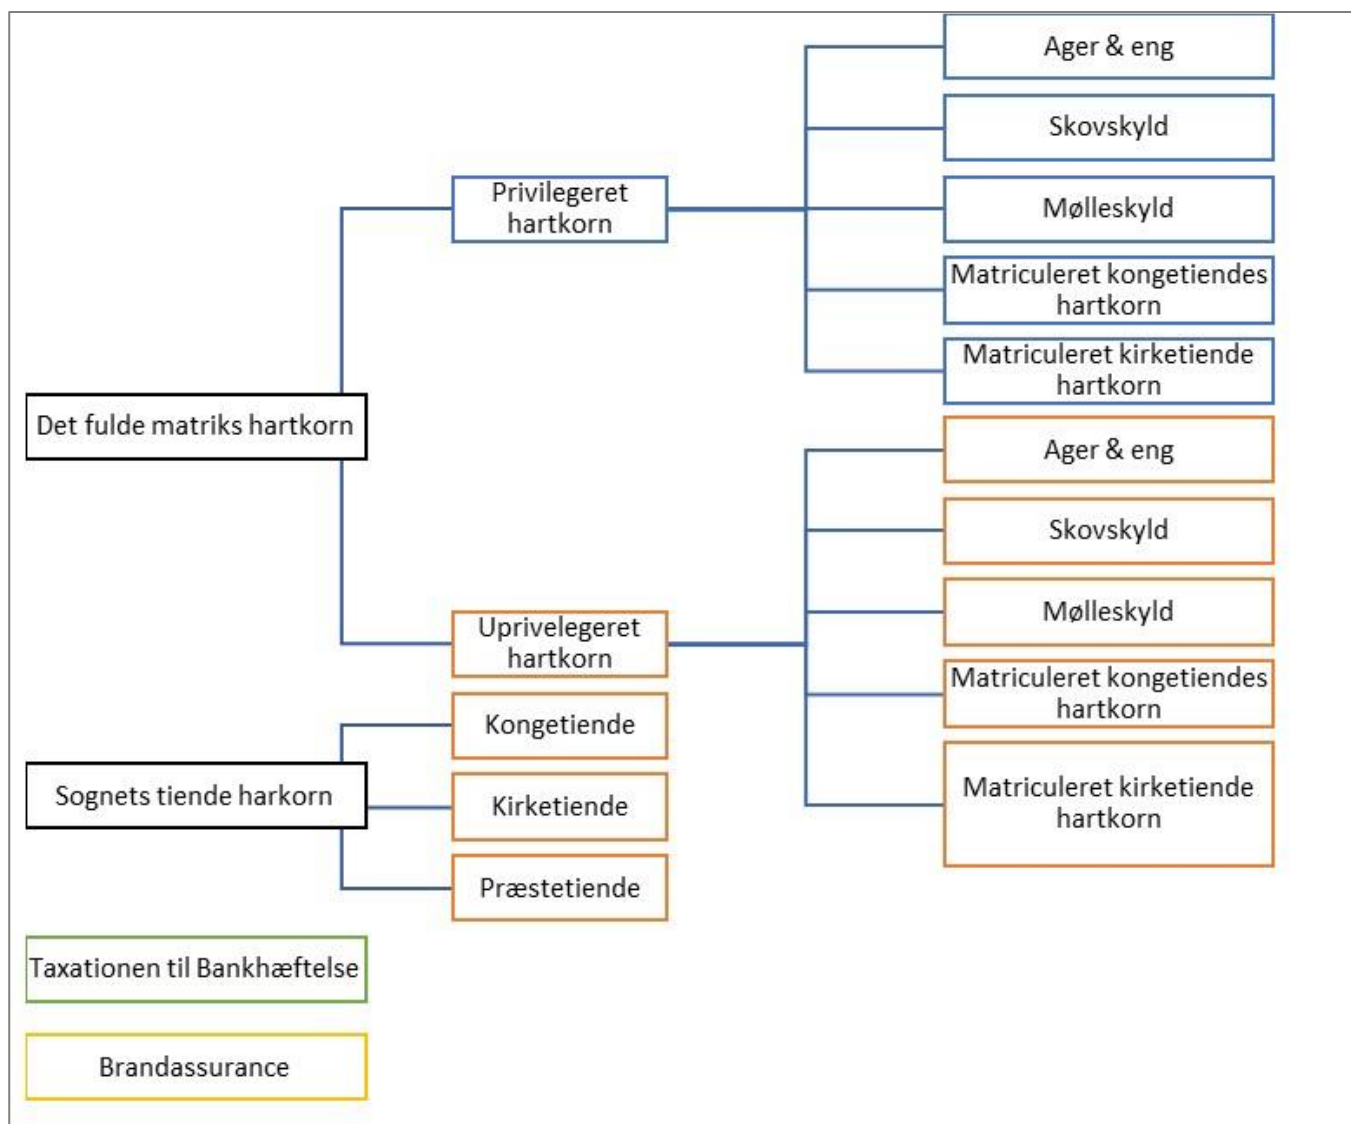 Ager & eng
Skovskyld
Privilegeret
hartkorn
Mølleskyld
Matriculeret kongetiendes
hartkorn
Matriculeret kirketiende
hartkorn
Det fulde matriks hartkorn
Ager & eng
Skovskyld
Uprivelegeret
hartkorn
Mølleskyld
Matriculeret kongetiendes
hartkorn
Kongetiende
Sognets tiende harkorn
Kirketiende
Matriculeret kirketiende
hartkorn
Præstetiende
Taxationen til Bankhæftelse
Brandassurance